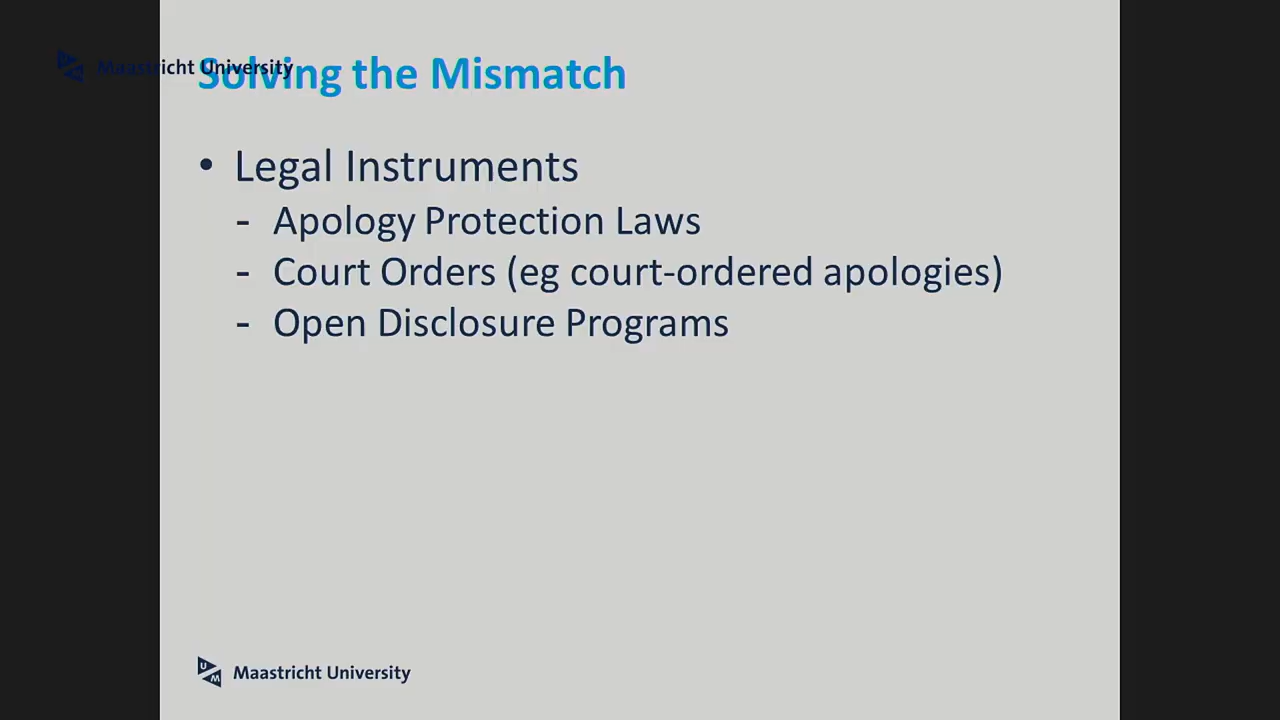 Maastricht University
Solving the Mismatch
• Legal Instruments
- Apology Protection Laws
- Court Orders (eg court-ordered apologies)
- Open Disclosure Programs
UM Maastricht University